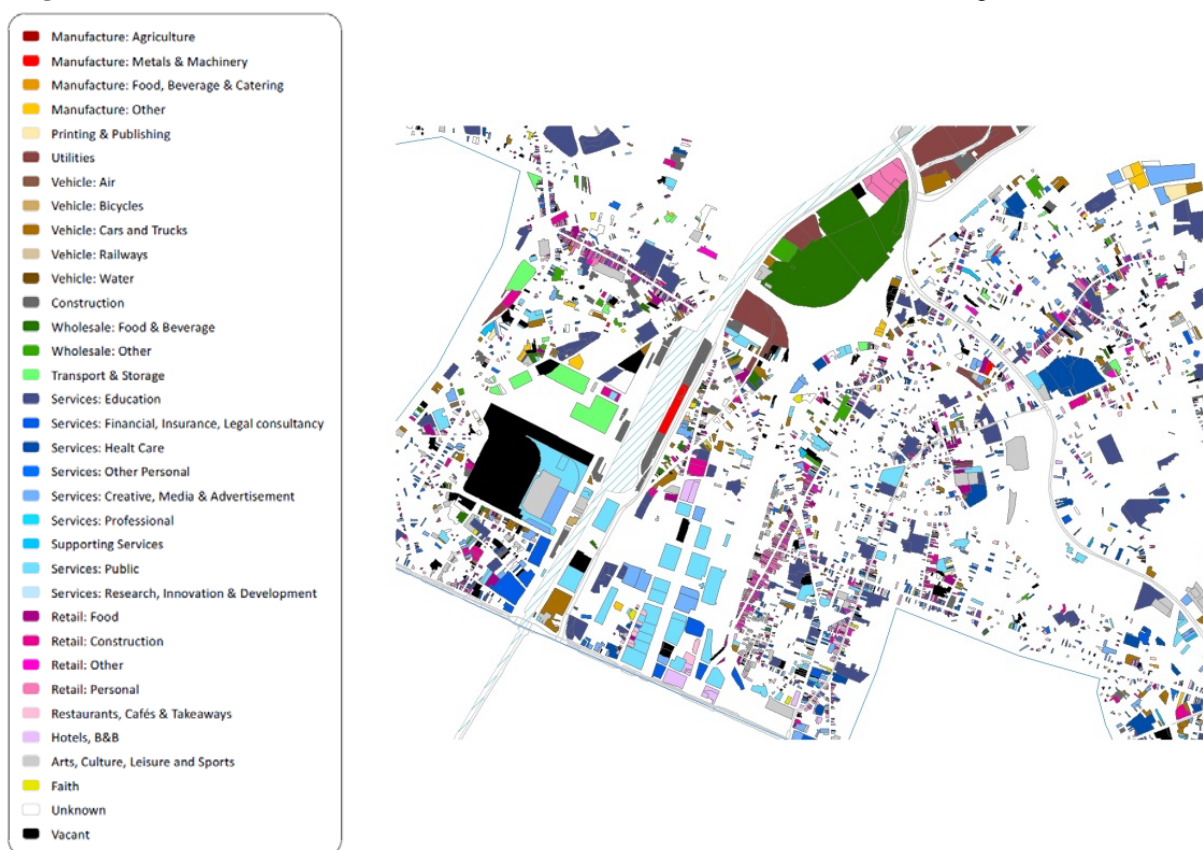 Manufacture: Agriculture
Manufacture: Metals & Machinery
Manufacture: Food, Beverage & Catering
Manufacture: Other
Printing & Publishing
Utilities
Vehicle: Air
Vehicle: Bicycles
Vehicle: Cars and Trucks
Vehicle: Railways
Vehicle: Water
Construction
Wholesale: Food & Beverage
Wholesale: Other
Transport & Storage
Services: Education
Services: Financial, Insurance, Legal consultancy
Services: Healt Care
Services: Other Personal
Services: Creative, Media & Advertisement
Services: Professional
Supporting Services
Services: Public
Services: Research, Innovation & Development
Retail: Food
Retail: Construction
Retail: Other
Retail: Personal
Restaurants, Cafés & Takeaways
Hotels, B&B
Arts, Culture, Leisure and Sports
Faith
Unknown
Vacant